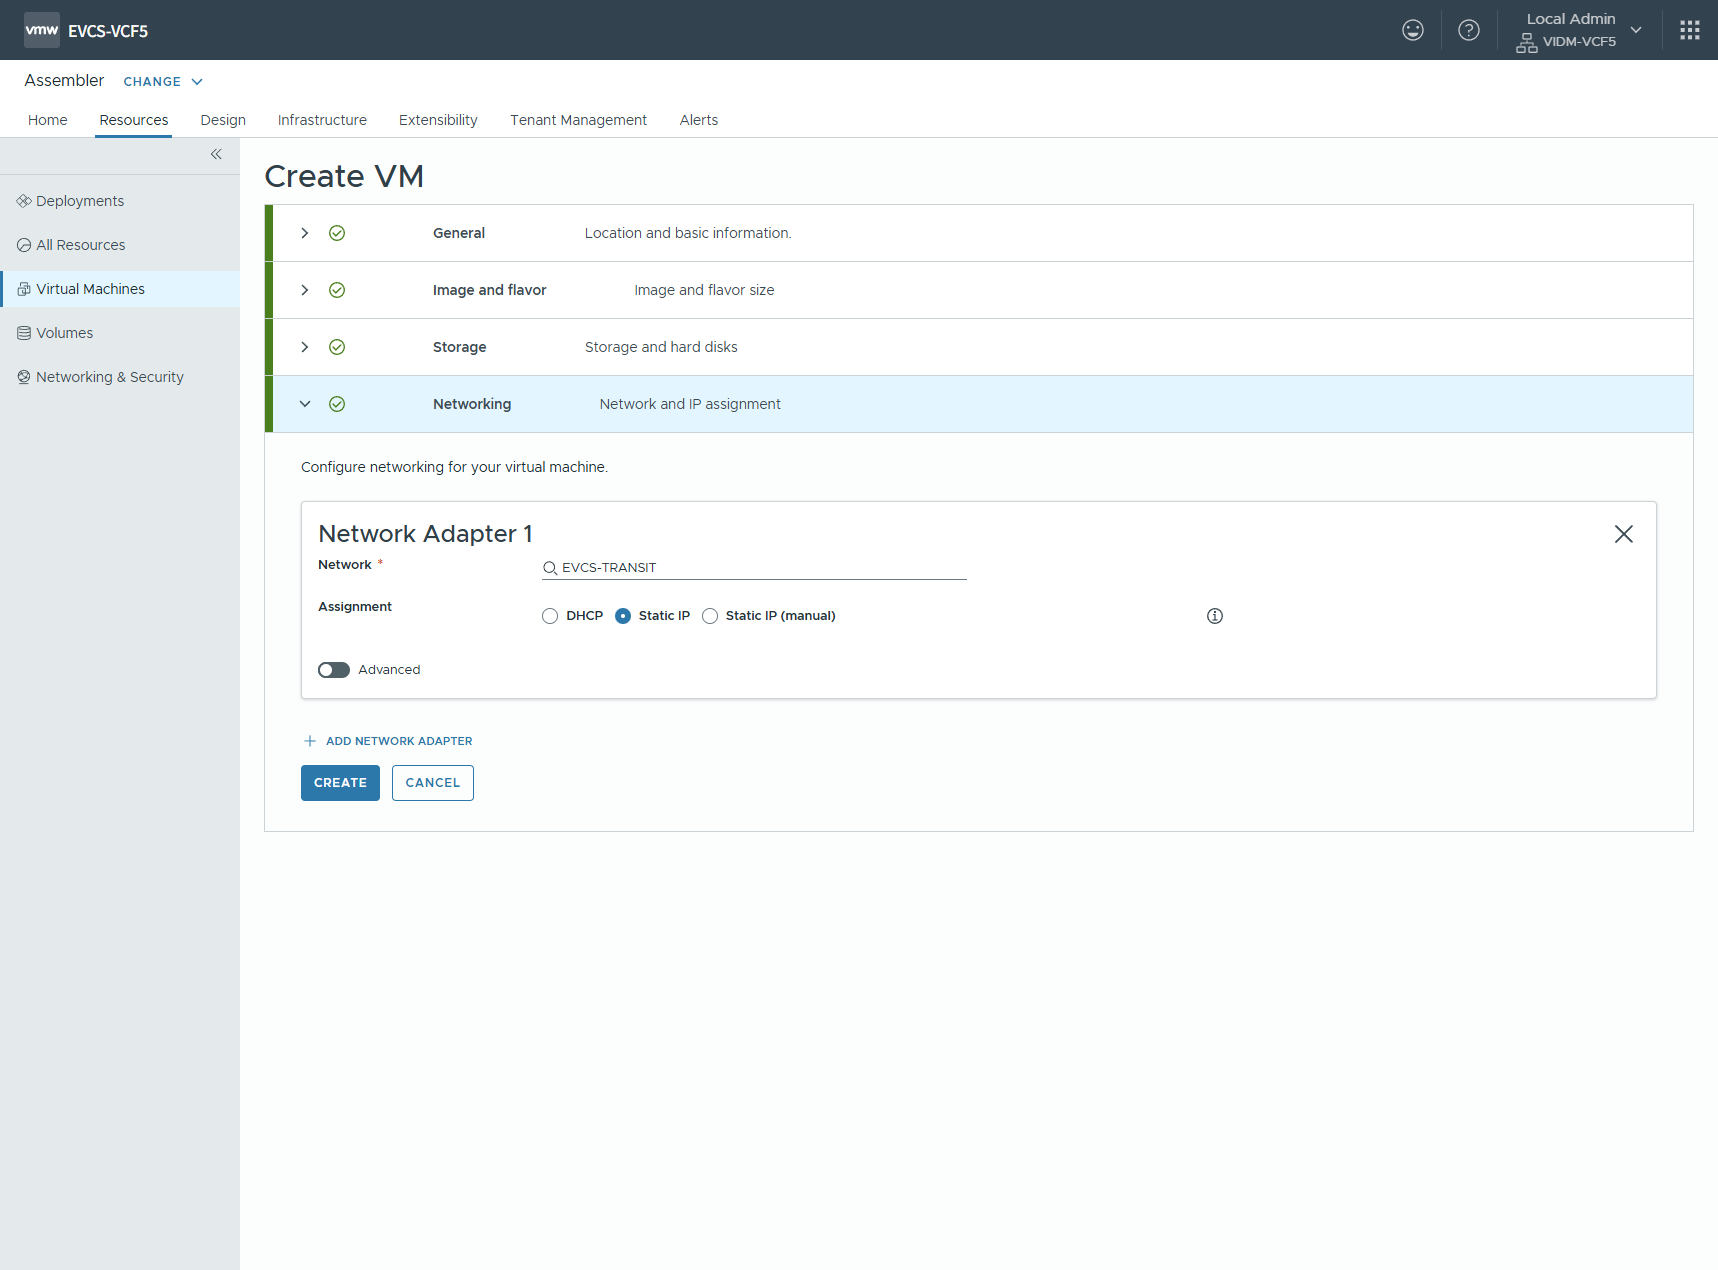 vmw EVCS-VCF5
Local Admin
VIDM-VCF5
Assembler CHANGE
Home Resources Design Infrastructure Extensibility Tenant Management Alerts
Deployments
All Resources
Virtual Machines
Volumes
Networking & Security
Create VM
General Location and basic information.
Image and flavor Image and flavor size
Storage Storage and hard disks
Networking Network and IP assignment
Configure networking for your virtual machine.
Network Adapter 1
Network * EVCS-TRANSIT
Assignment DHCP Static IP Static IP (manual)
Advanced
ADD NETWORK ADAPTER
CREATE CANCEL